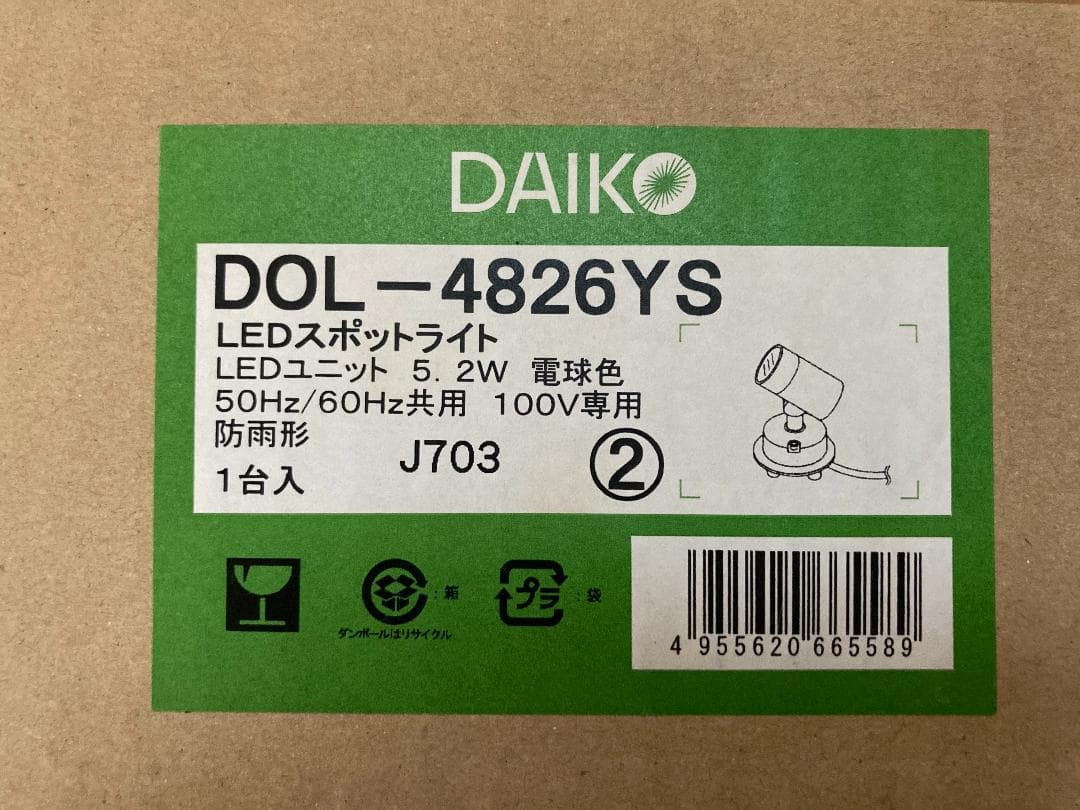 DAIKO
DOL-4826YS
LEDスポットライト
LEDユニット 5.2W 電球色
50Hz/60Hz共用 100V専用
防雨形
J703
②
1台入
:箱
プラ
:袋
ダンボールはリサイクル
4 955620 665589